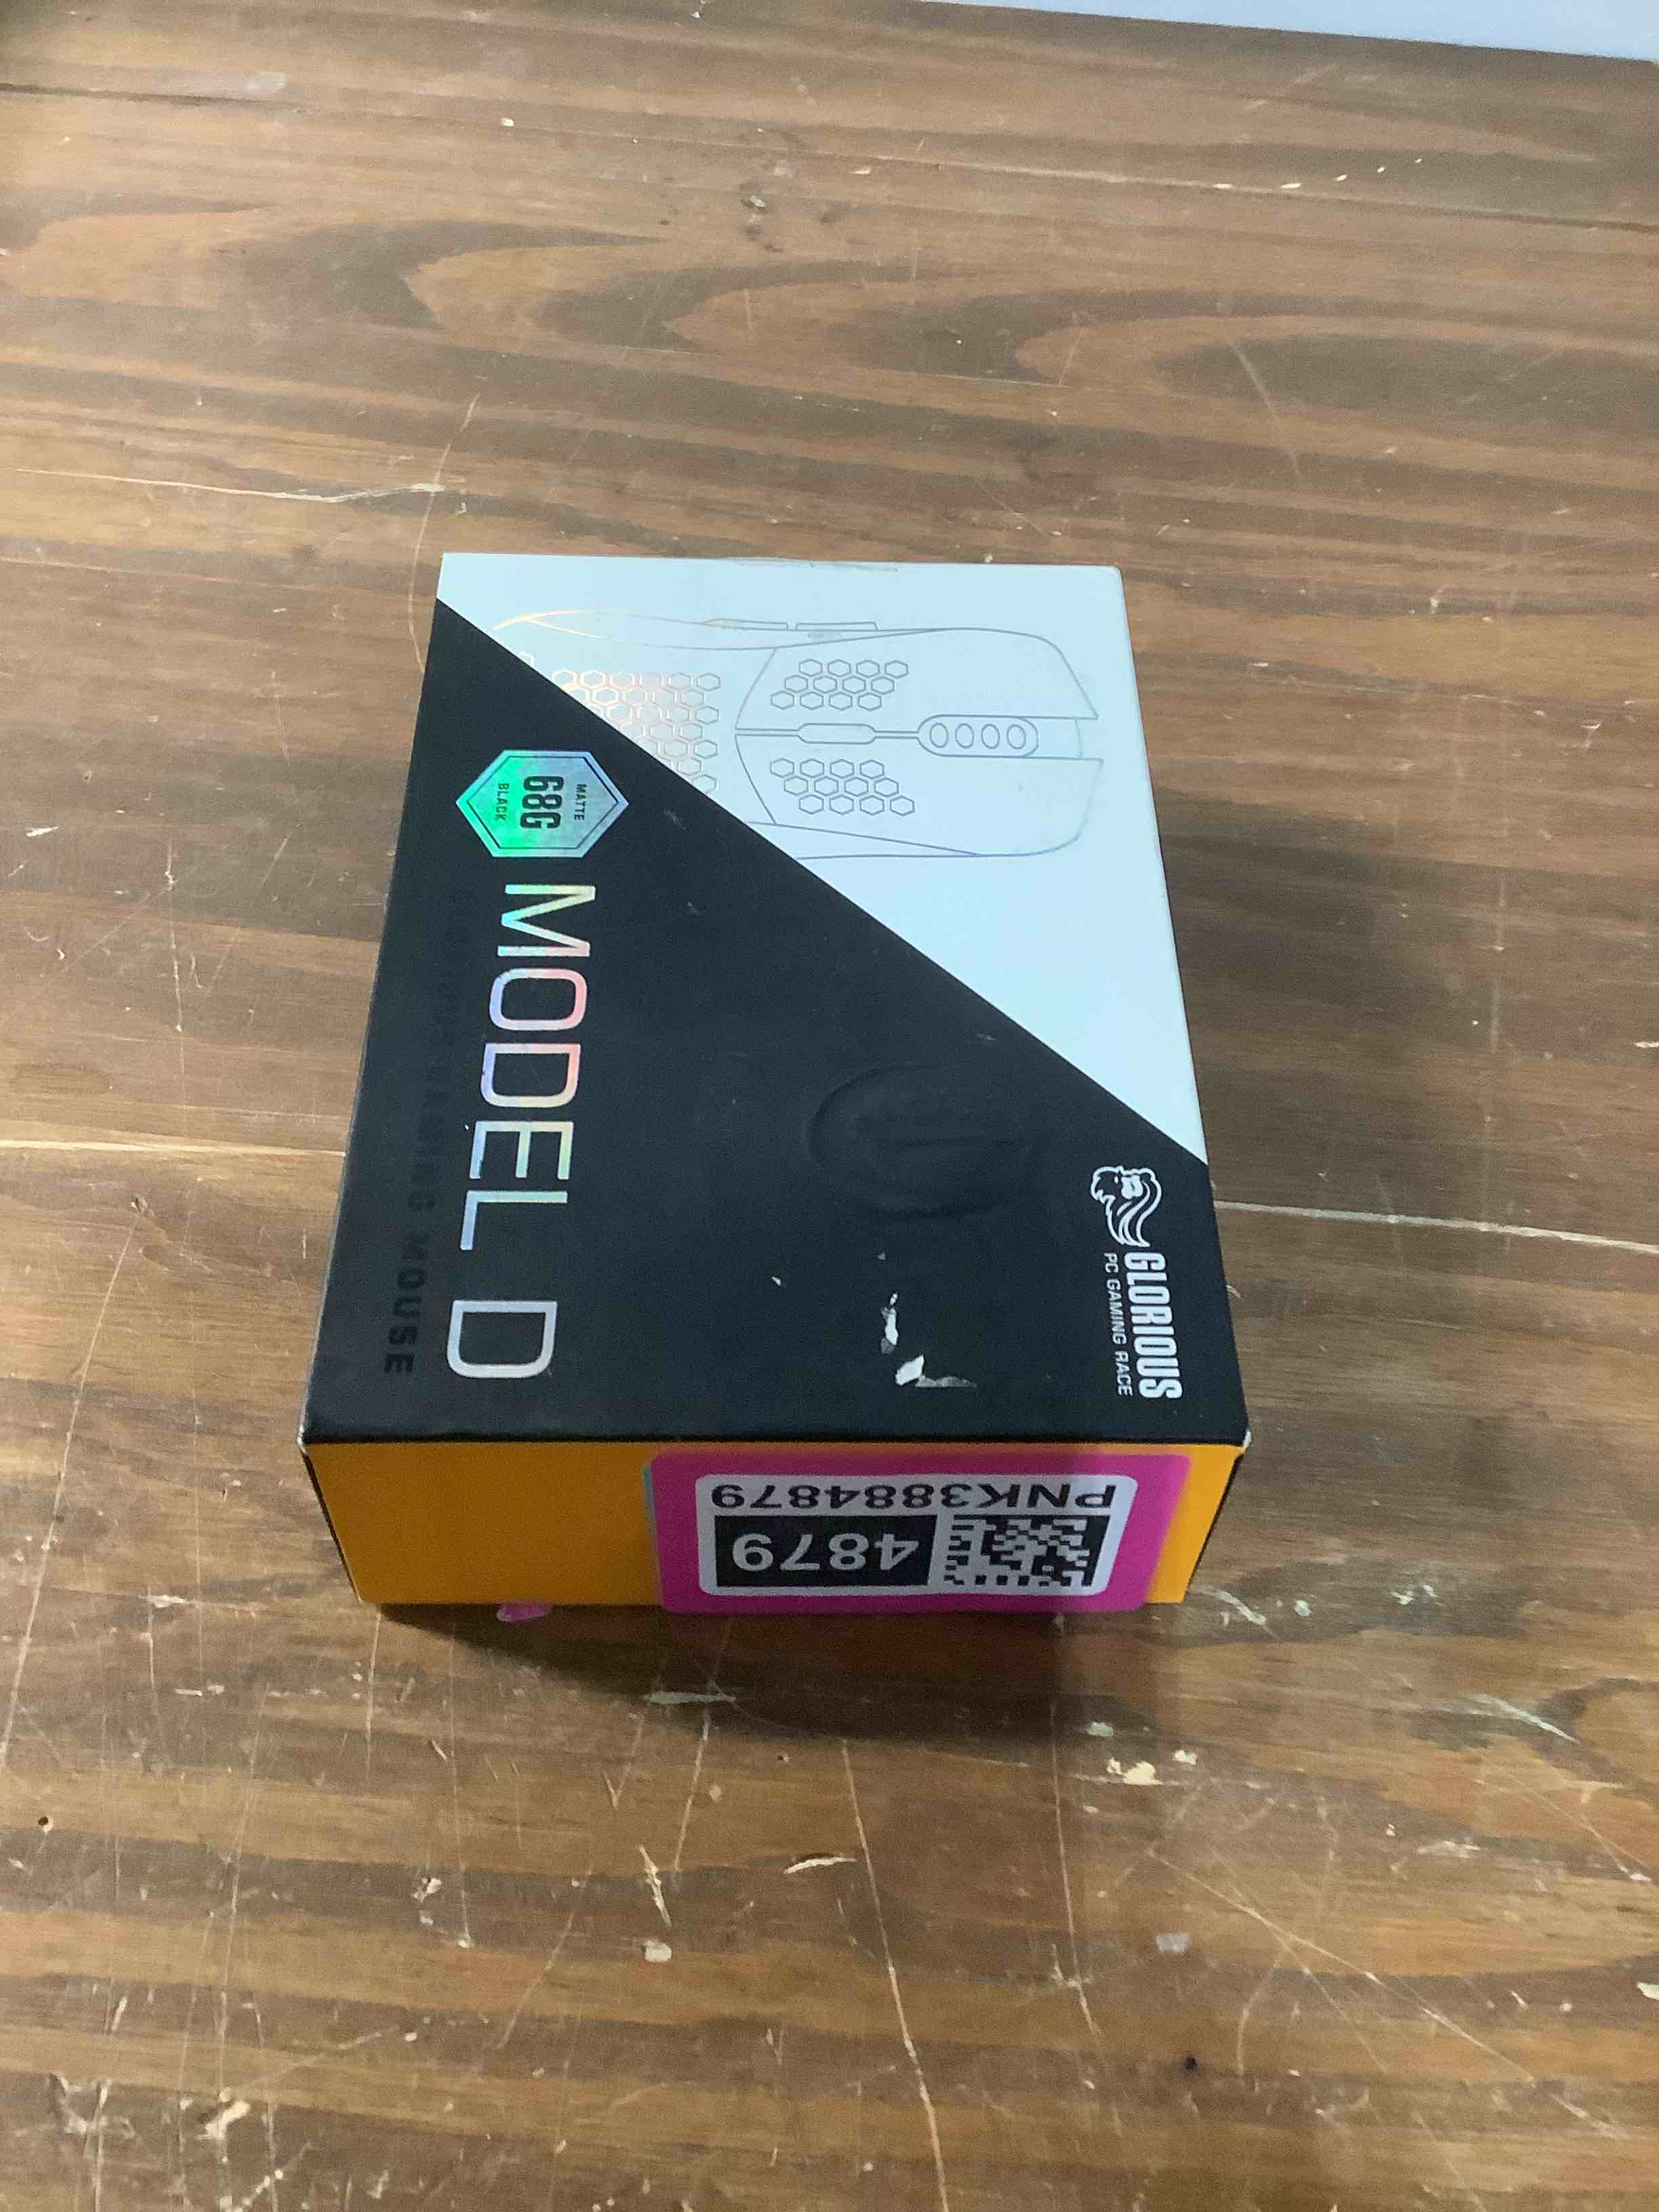 MATTE
68G
BLACK
MODEL D
GAMING MOUSE
GLORIOUS
PC GAMING RACE
PNK3884879
4879